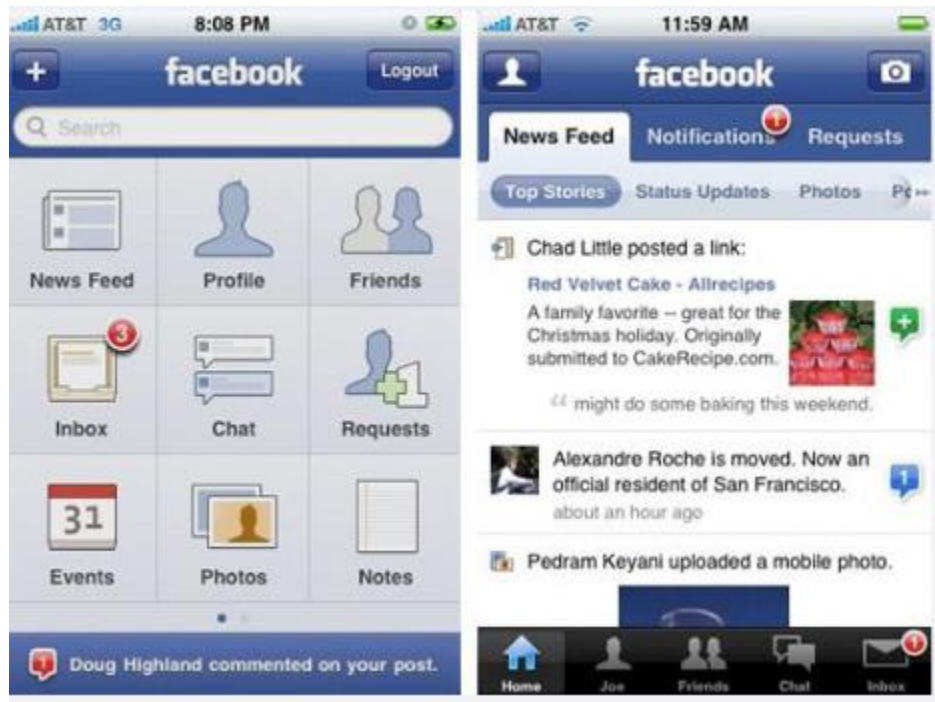 AT&T 3G 8:08 PM
facebook
Logout
Search
News Feed Profile Friends
3
Inbox Chat Requests
31
Events Photos Notes
1 Doug Highland commented on your post.
AT&T 11:59 AM
facebook
1
News Feed Notifications Requests
Top Stories Status Updates Photos
Chad Little posted a link:
Red Velvet Cake - Allrecipes
A family favorite -- great for the
Christmas holiday. Originally
submitted to CakeRecipe.com.
“ might do some baking this weekend.
Alexandre Roche is moved. Now an
official resident of San Francisco.
1
about an hour ago
Pedram Keyani uploaded a mobile photo.
1
Home Joe Friends Chat Inbox